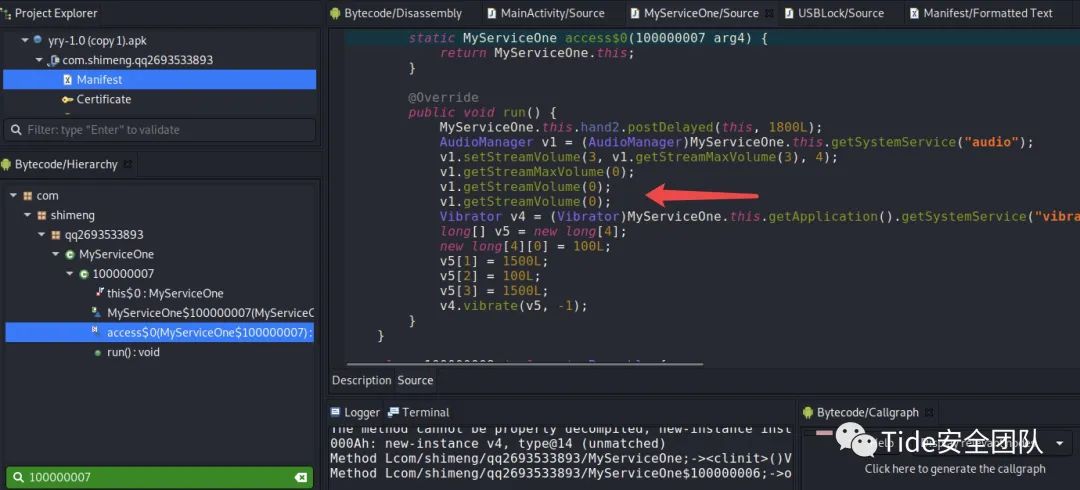 Project Explorer
yry-1.0 (copy 1).apk
com.shimeng.qq2693533893
Manifest
Certificate
Filter: type "Enter" to validate
Bytecode/Hierarchy
com
shimeng
qq2693533893
MyServiceOne
100000007
this$0 : MyServiceOne
MyServiceOne$100000007(MyServiceC
access$0(MyServiceOne$100000007) :
run() : void
100000007
Bytecode/Disassembly MainActivity/Source MyServiceOne/Source USBLock/Source Manifest/Formatted Text
static MyServiceOne access$0(100000007 arg4) {
return MyServiceOne.this;
}
@Override
public void run() {
MyServiceOne.this.hand2.postDelayed(this, 1800L);
AudioManager v1 = (AudioManager)MyServiceOne.this.getSystemService("audio");
v1.setStreamVolume(3, v1.getStreamMaxVolume(3), 4);
v1.getStreamMaxVolume(0);
v1.getStreamVolume(0);
v1.getStreamVolume(0);
Vibrator v4 = (Vibrator)MyServiceOne.this.getApplication().getSystemService("vibra
long[] v5 = new long[4];
new long[4][0] = 100L;
v5[1] = 1500L;
v5[2] = 100L;
v5[3] = 1500L;
v4.vibrate(v5, -1);
}
}
Description Source
Logger Terminal
The method cannot be properly decompiled, new-instance inst
000Ah: new-instance v4, type@14 (unmatched)
Method Lcom/shimeng/qq2693533893/MyServiceOne;-><clinit>()V
Method Lcom/shimeng/qq2693533893/MyServiceOne$100000006;->o
Bytecode/Callgraph
Tide安全团队
Click here to generate the callgraph